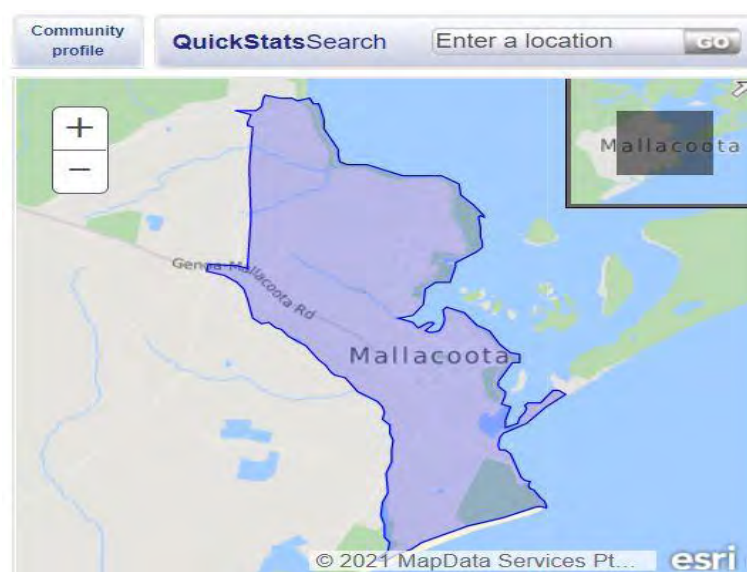 Community
profile
QuickStatsSearch
Enter a location
GO
+
−
Mallacoota
Genoa-Mallacoota Rd
Mallacoota
© 2021 MapData Services Pt...
esri